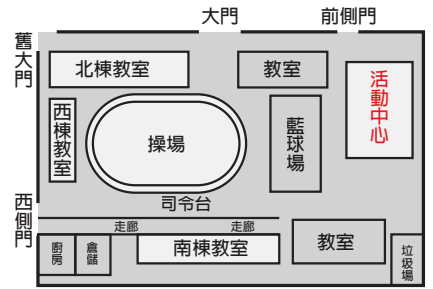 大門
前側門
舊大門
北棟教室
教室
活動中心
西棟教室
操場
籃球場
司令台
西側門
走廊
走廊
廚房
倉儲
南棟教室
教室
垃圾場